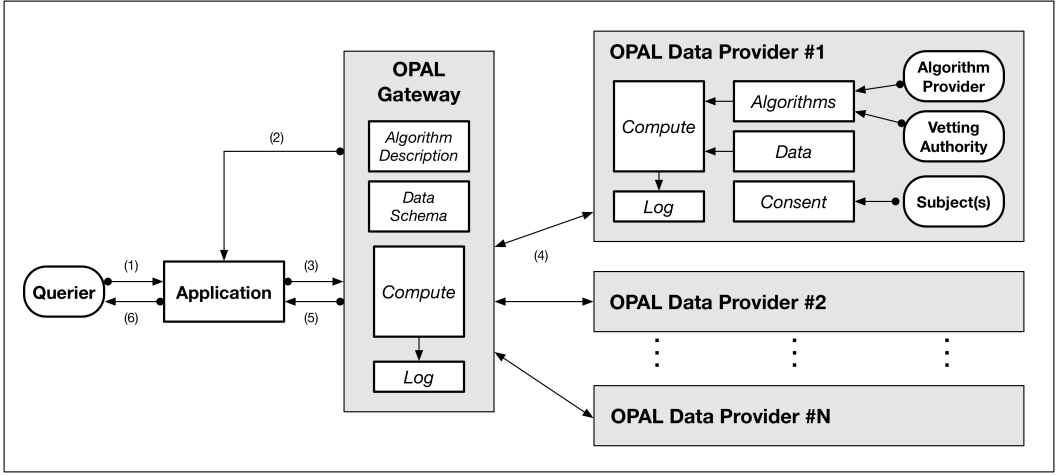 Querier
(1)
(6)
Application
(2)
(3)
(5)
OPAL
Gateway
Algorithm
Description
Data
Schema
Compute
Log
(4)
OPAL Data Provider #1
Compute
Log
Algorithms
Data
Consent
Algorithm
Provider
Vetting
Authority
Subject(s)
OPAL Data Provider #2
OPAL Data Provider #N